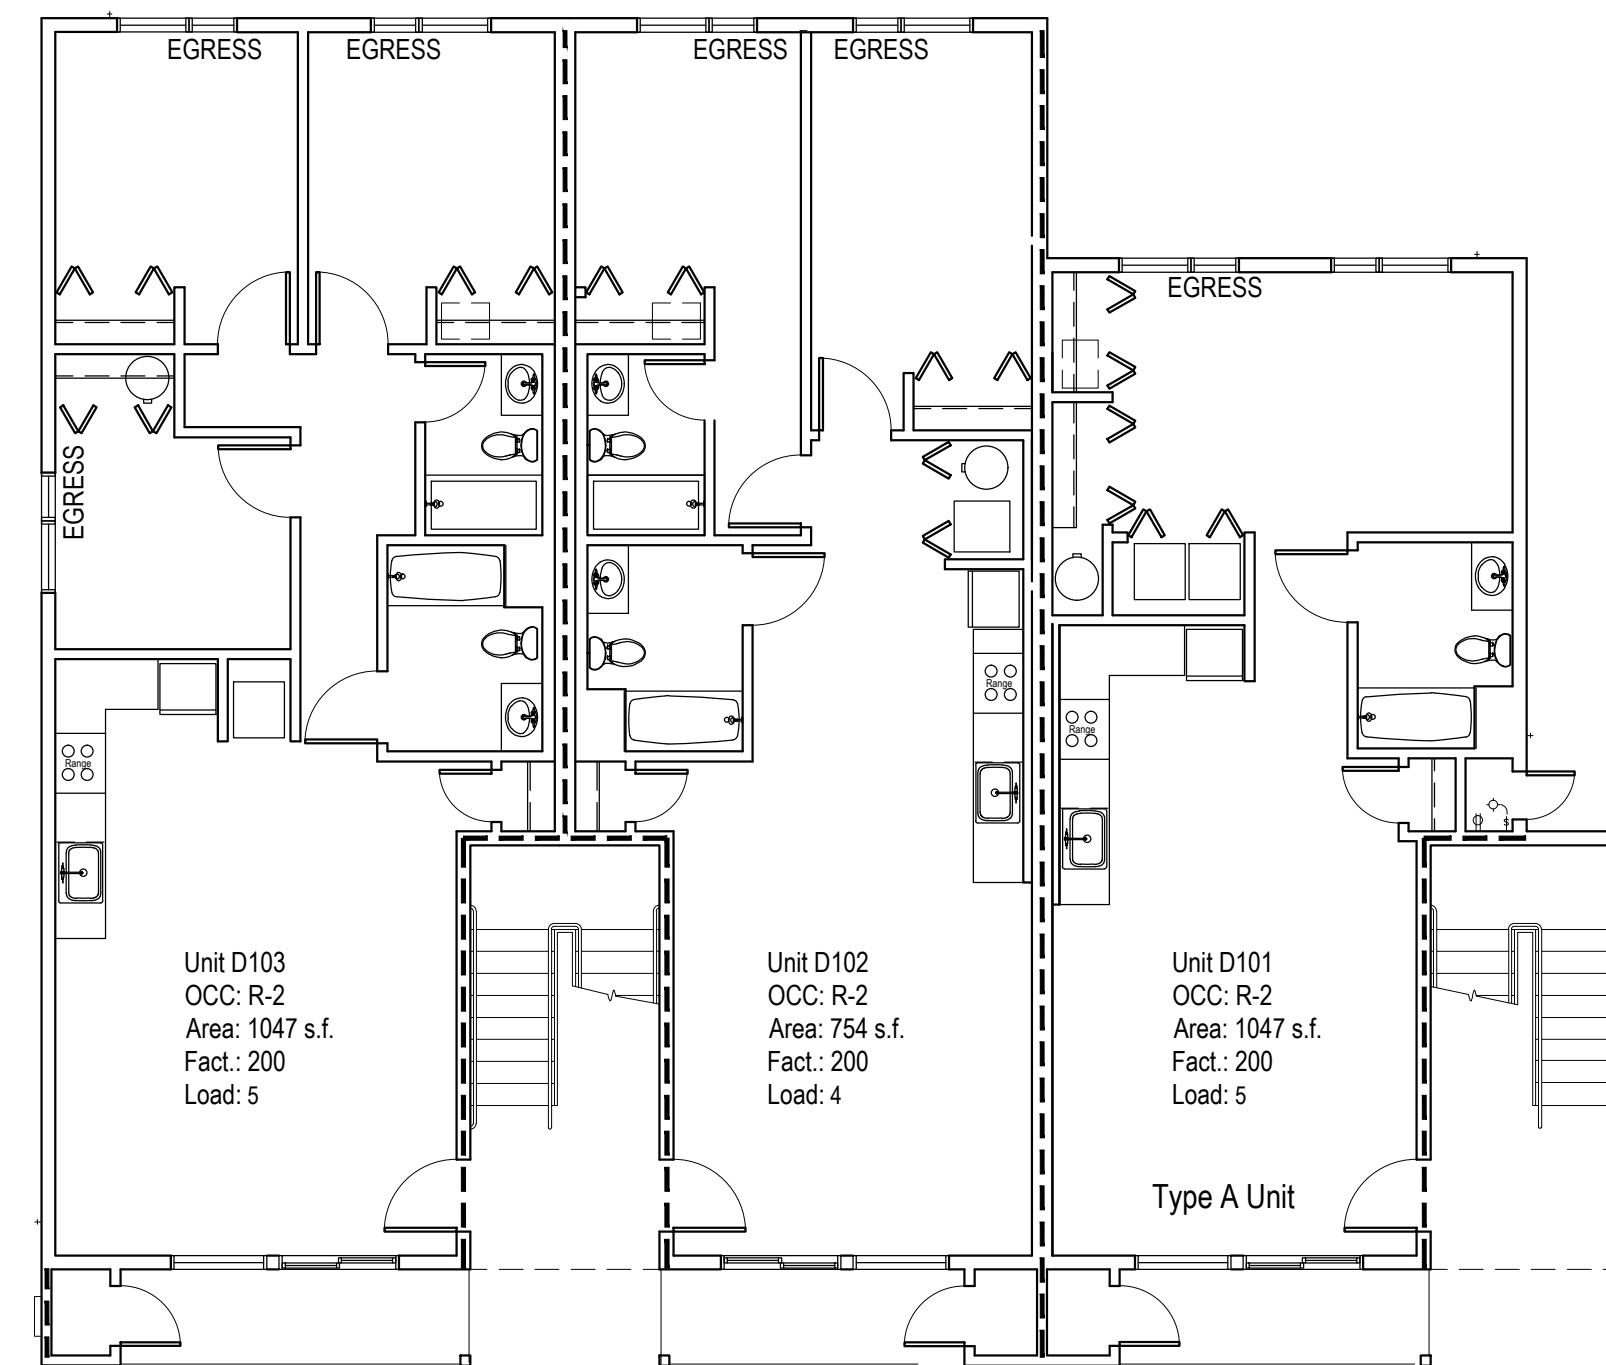 EGRESS
EGRESS
EGRESS
EGRESS
EGRESS
EGRESS
Range
Range
Range
S
Unit D103
OCC: R-2
Area: 1047 s.f.
Fact.: 200
Load: 5
Unit D102
OCC: R-2
Area: 754 s.f.
Fact.: 200
Load: 4
Unit D101
OCC: R-2
Area: 1047 s.f.
Fact.: 200
Load: 5
Type A Unit